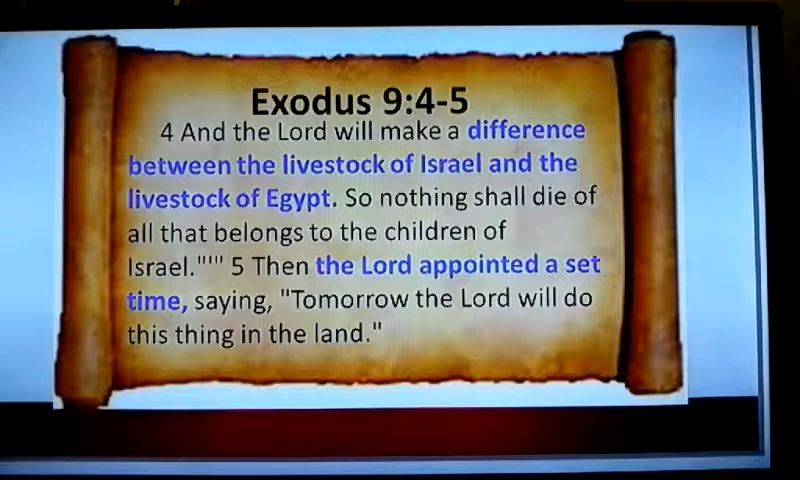 Exodus 9:4-5
4 And the Lord will make a difference
between the livestock of Israel and the
livestock of Egypt. So nothing shall die of
all that belongs to the children of
Israel."'" 5 Then the Lord appointed a set
time, saying, "Tomorrow the Lord will do
this thing in the land."